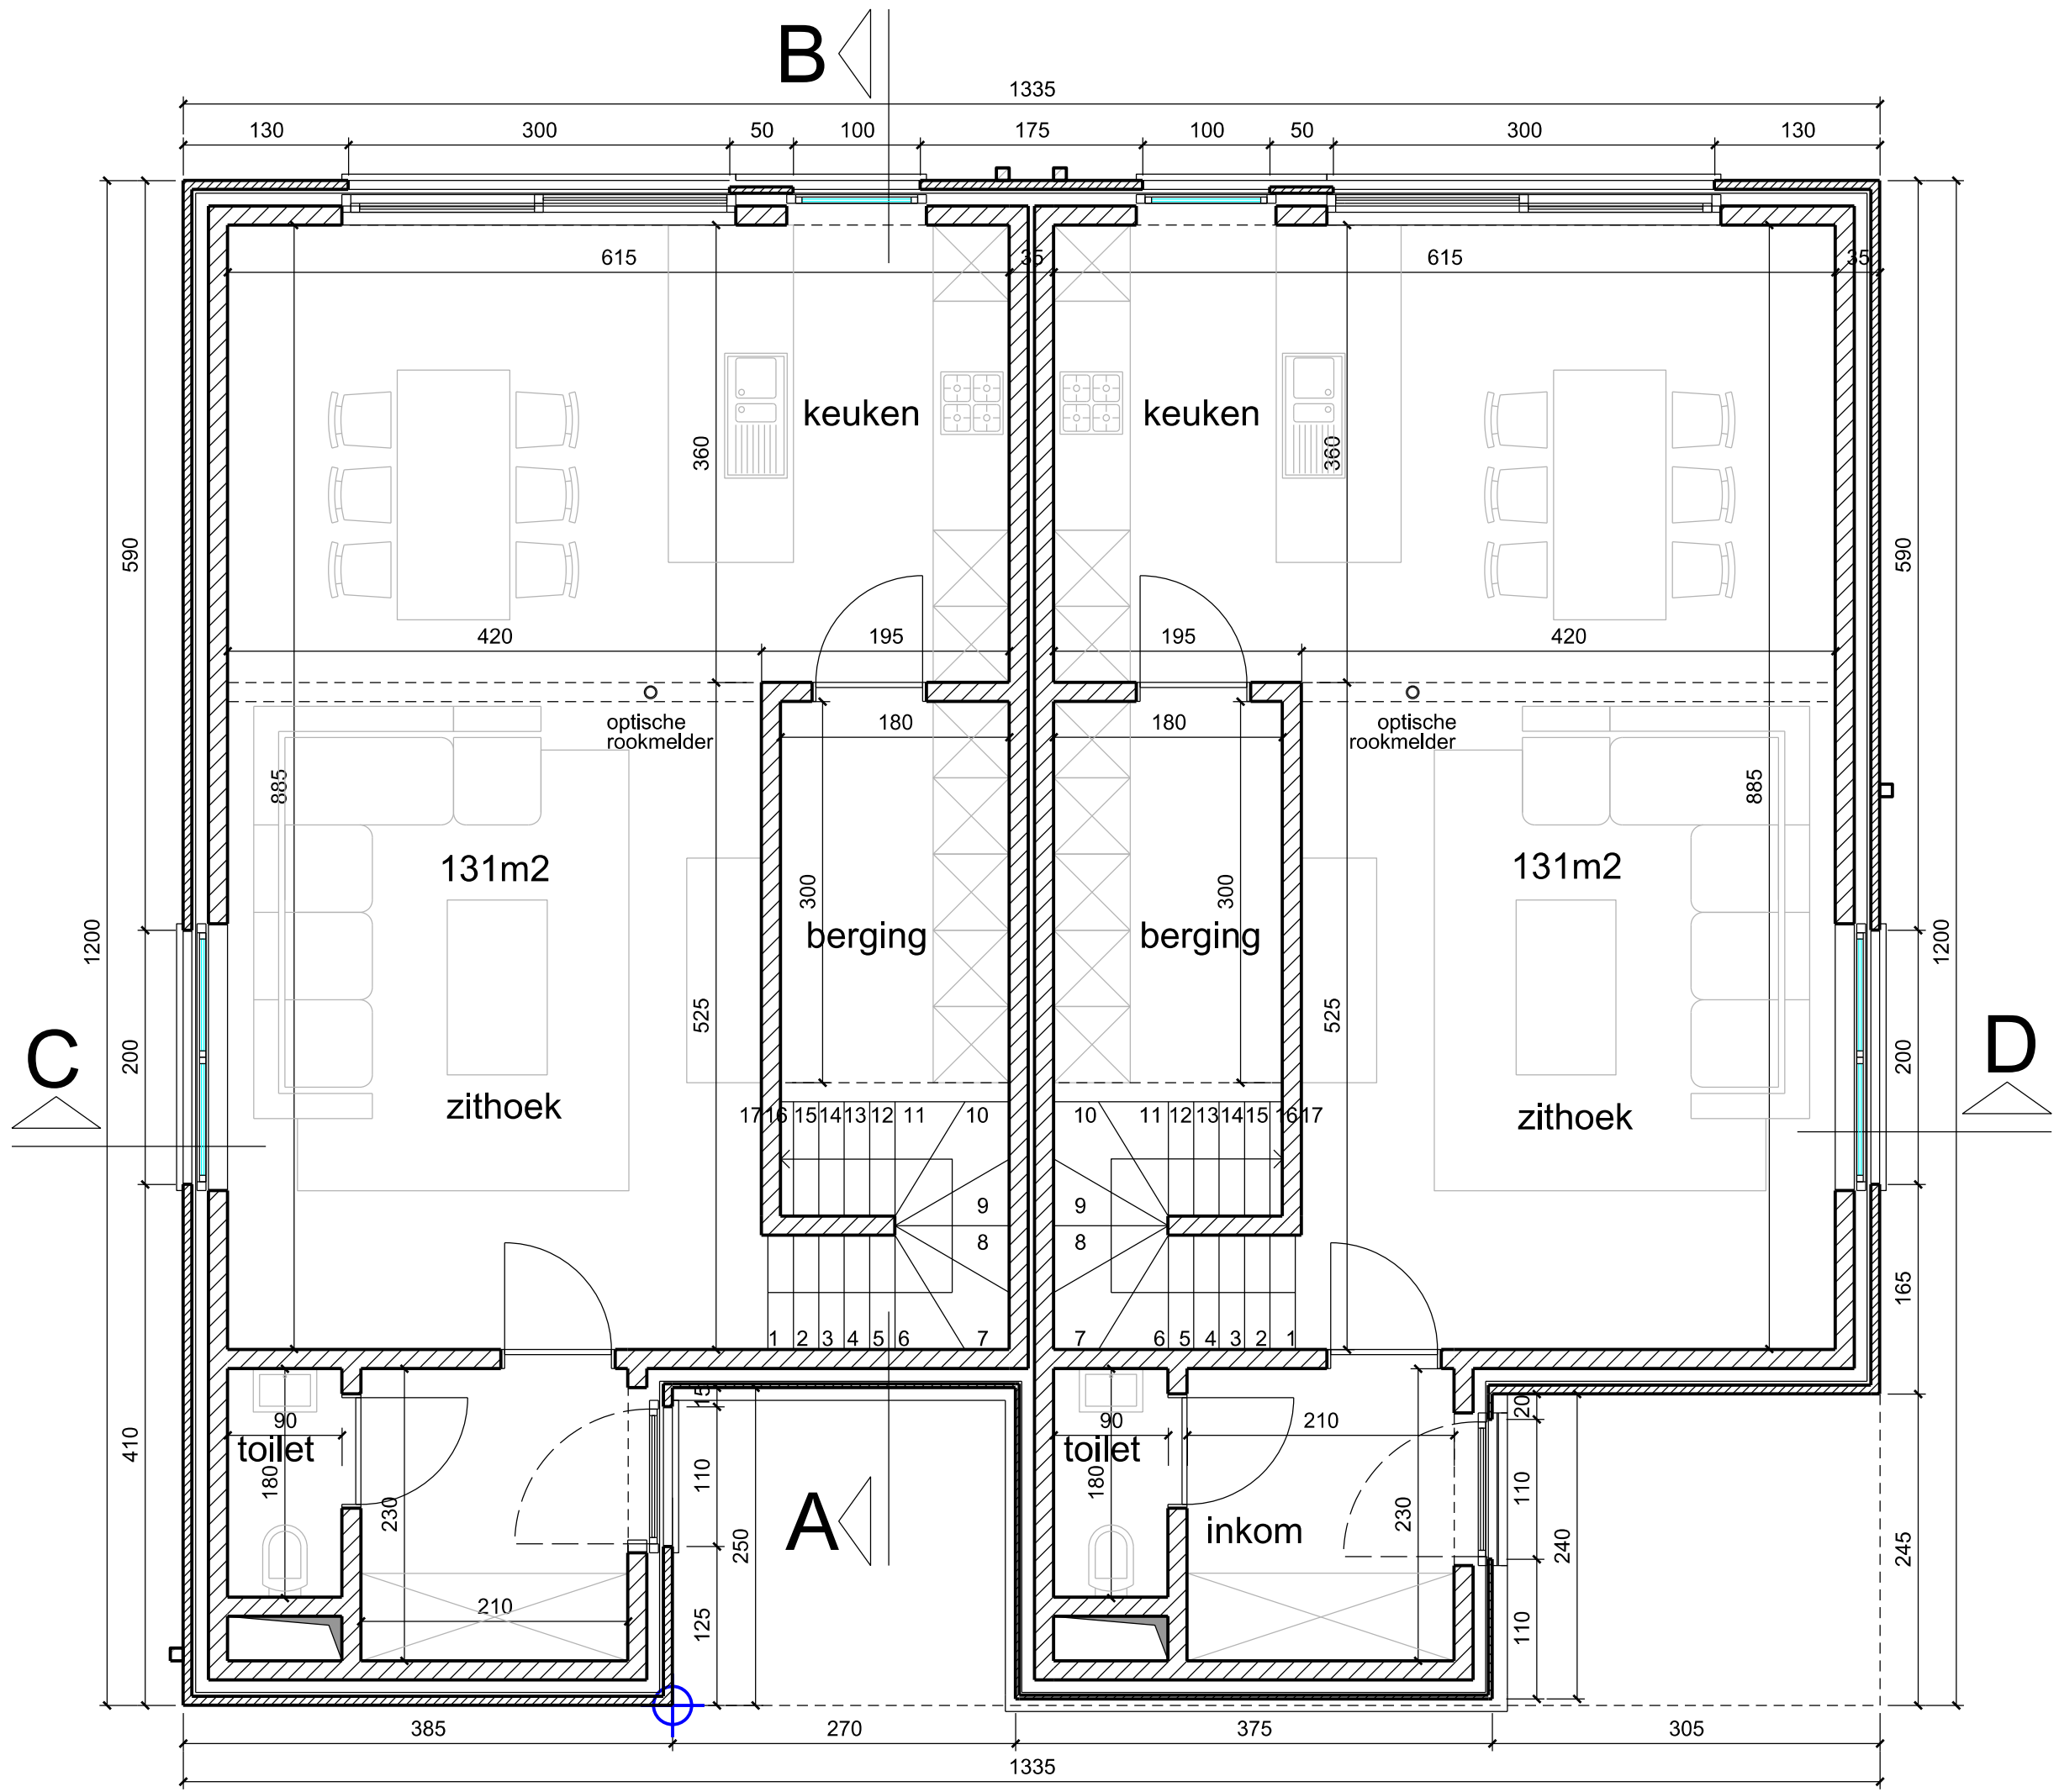 B
1335
130 300 50 100 175 100 50 300 130
615 35 615 35
keuken keuken
360 360
590 590
420 195 195 420
optische
rookmelder
optische
rookmelder
180 180
885 885
131m2 131m2
300 300
berging berging
1200 1200
525 525
C
D
200 200
zithoek zithoek
17 16 15 14 13 12 11 10
10 11 12 13 14 15 16 17
9 9
8 8
165
1 2 3 4 5 6 7
7 6 5 4 3 2 1
15 20
90 210
90
toilet toilet
410
180 180
230 230
110 110
A
inkom
250 240 245
210
125 110
385 270 375 305
1335